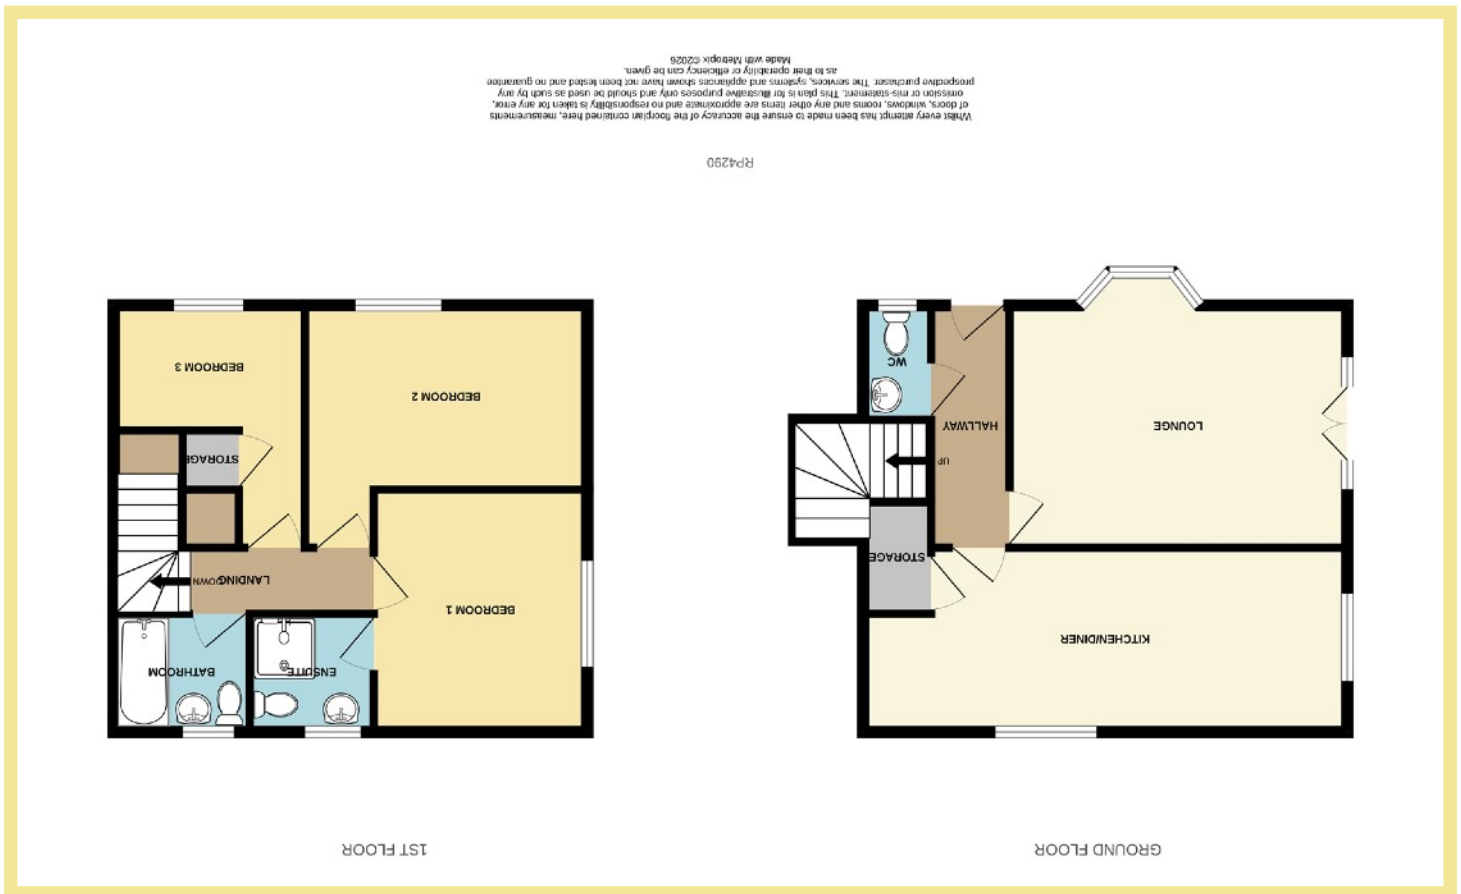 GROUND FLOOR
1ST FLOOR
KITCHEN/DINER
STORAGE
UP
HALLWAY
LOUNGE
WC
BEDROOM 1
ENSUITE
BATHROOM
LANDING
DOWN
STORAGE
BEDROOM 2
BEDROOM 3
RP4290
Whilst every attempt has been made to ensure the accuracy of the floorplan contained here, measurements
of doors, windows, rooms and any other items are approximate and no responsibility is taken for any error,
omission or mis-statement. This plan is for illustrative purposes only and should be used as such by any
prospective purchaser. The services, systems and appliances shown have not been tested and no guarantee
as to their operability or efficiency can be given.
Made with Metropix ©2026